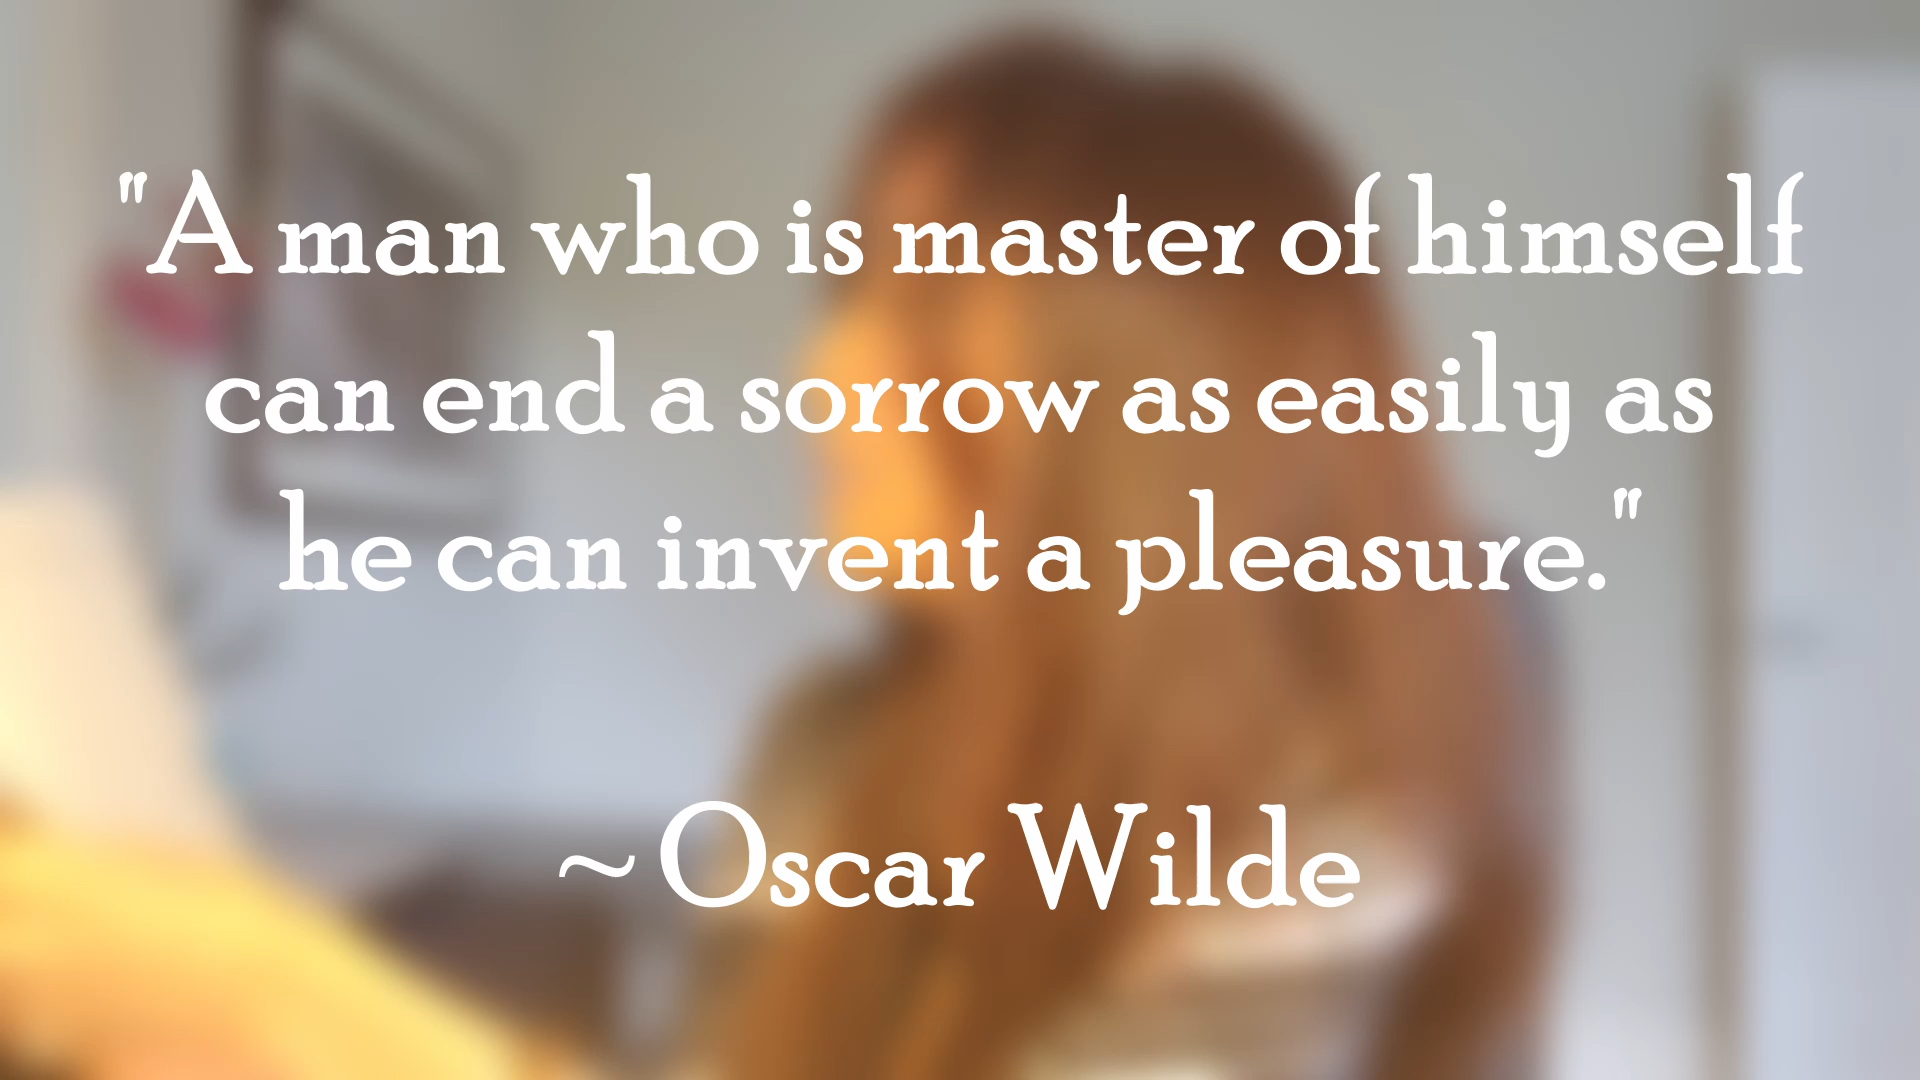 "A man who is master of himself
can end a sorrow as easily as
he can invent a pleasure."
~ Oscar Wilde